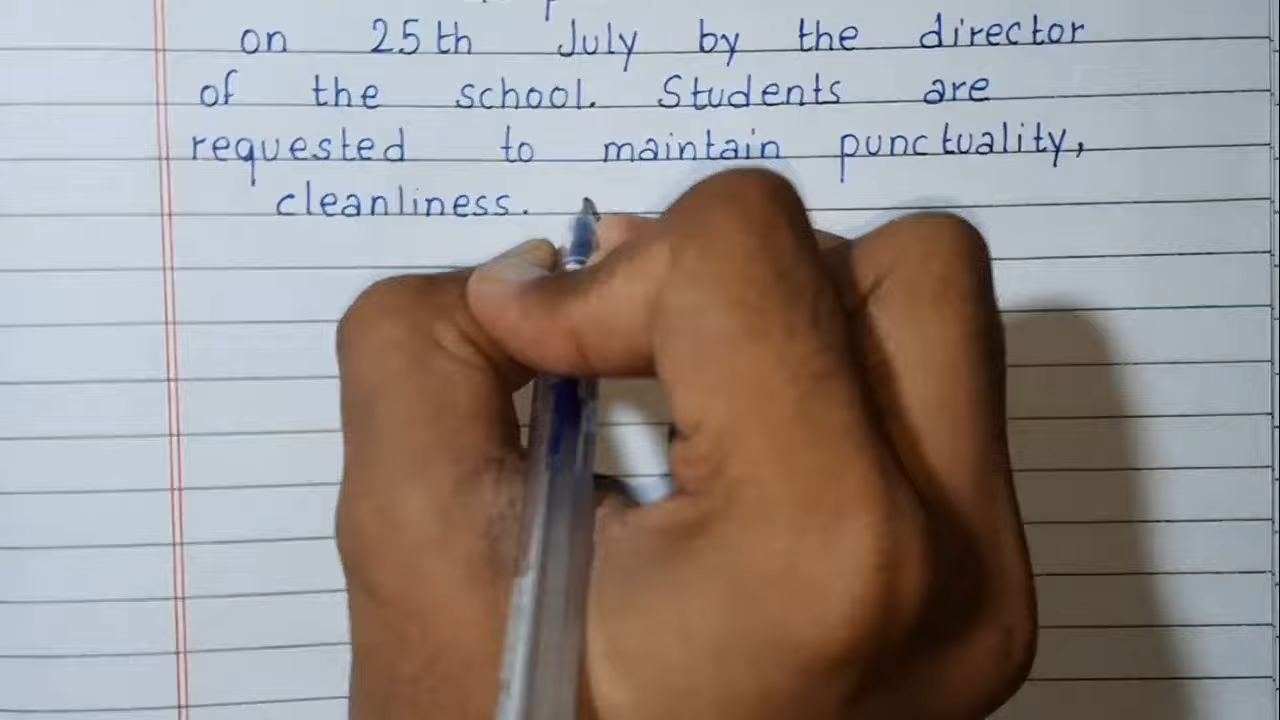 on 25th July by the director
of the school. Students are
requested to maintain punctuality,
cleanliness.